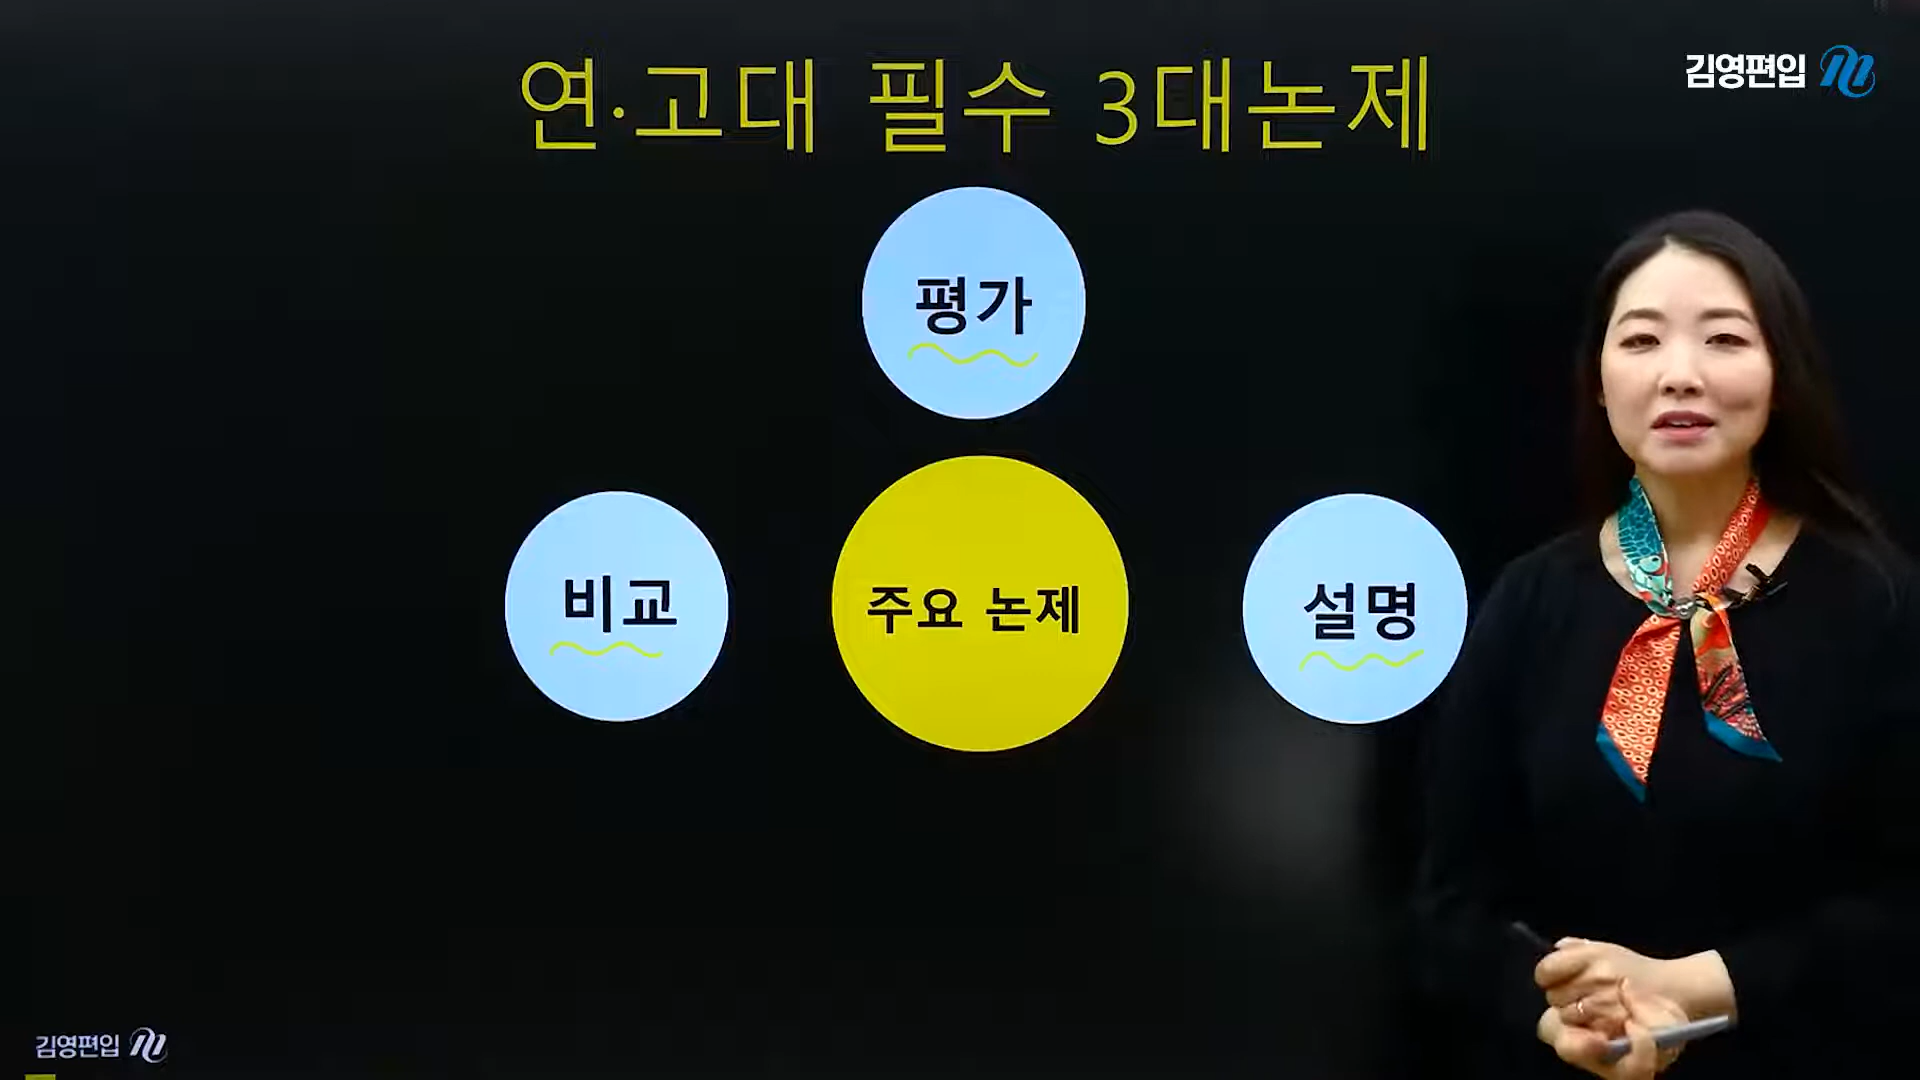 연·고대 필수 3대논제
김영편입
평가
비교
주요 논제
설명
김영편입